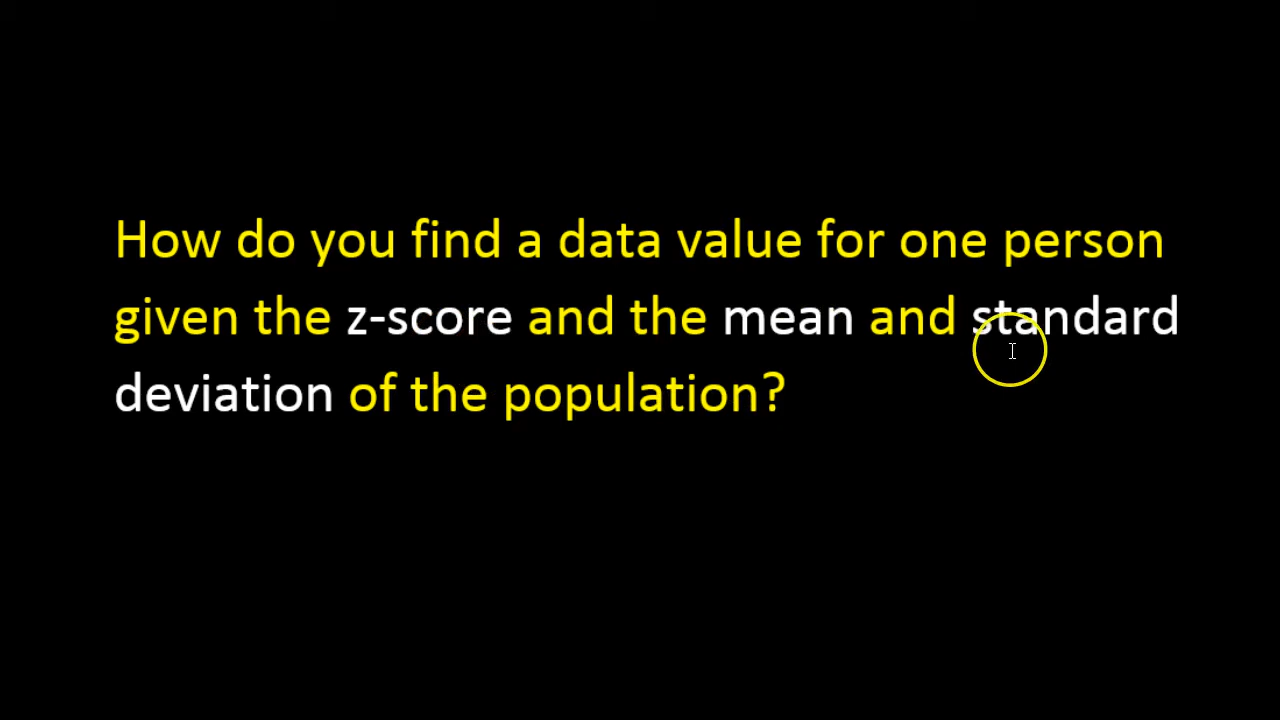 How do you find a data value for one person
given the z-score and the mean and standard
deviation of the population?